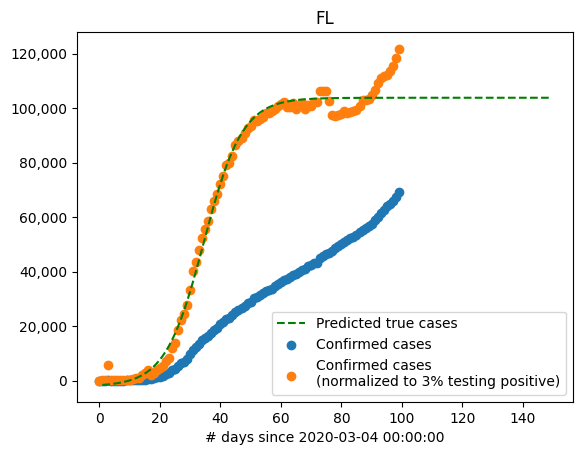 FL
120,000
100,000
80,000
60,000
40,000
20,000
0
0 20 40 60 80 100 120 140
# days since 2020-03-04 00:00:00
Predicted true cases
Confirmed cases
Confirmed cases
(normalized to 3% testing positive)